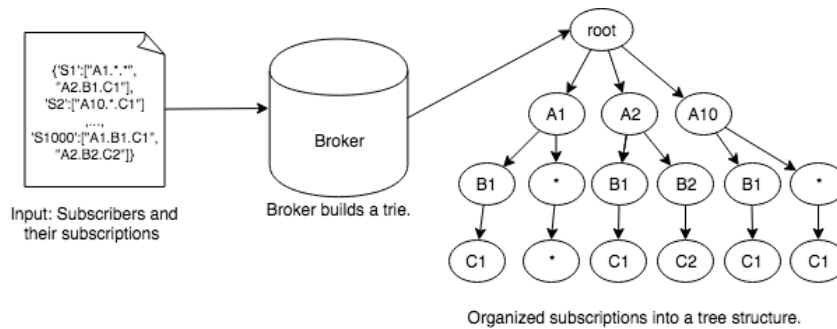 {'S1':["A1.*.*",
"A2.B1.C1"],
'S2':["A10.*.C1"]
,...,
'S1000':["A1.B1.C1",
"A2.B2.C2"]}
Input: Subscribers and
their subscriptions
Broker
Broker builds a trie.
root
A1 A2 A10
B1 * B1 B2 B1 *
C1 * C1 C2 C1 C1
Organized subscriptions into a tree structure.